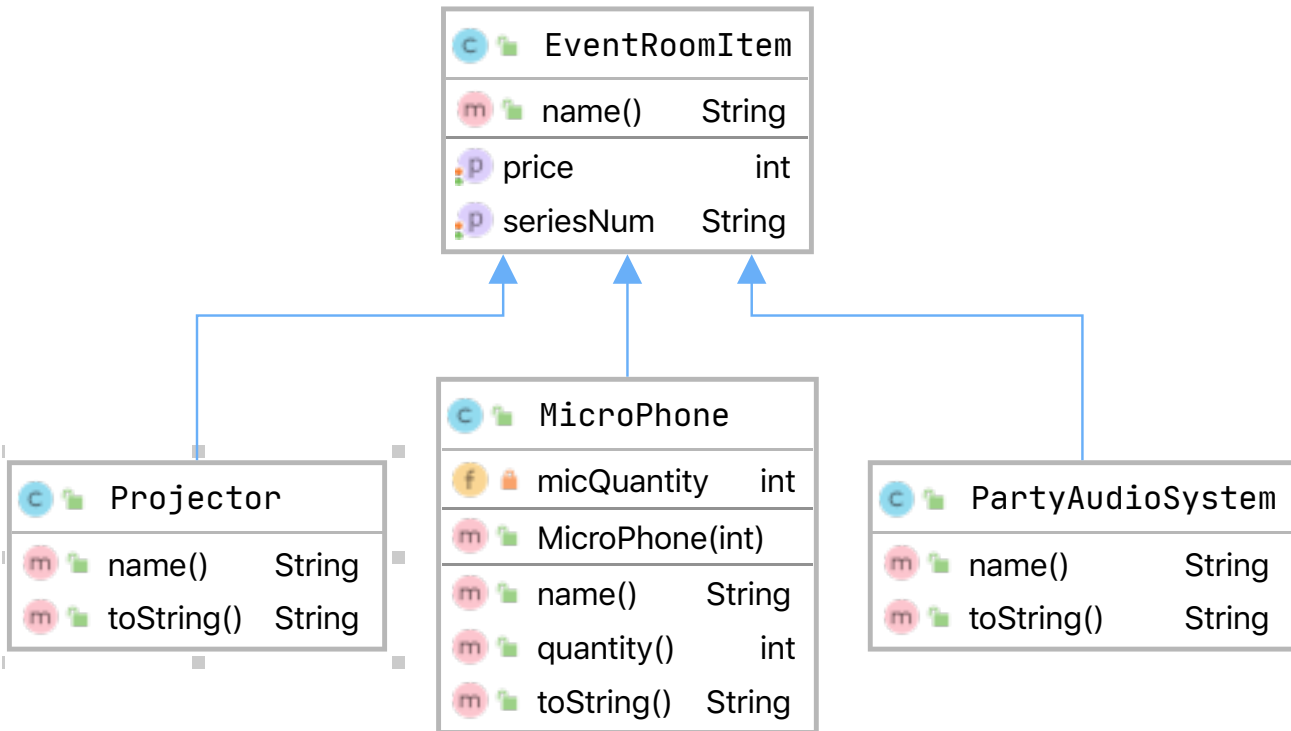 c EventRoomItem
m name() String
p price int
p seriesNum String
c Projector
m name() String
m toString() String
c MicroPhone
f micQuantity int
m MicroPhone(int)
m name() String
m quantity() int
m toString() String
c PartyAudioSystem
m name() String
m toString() String